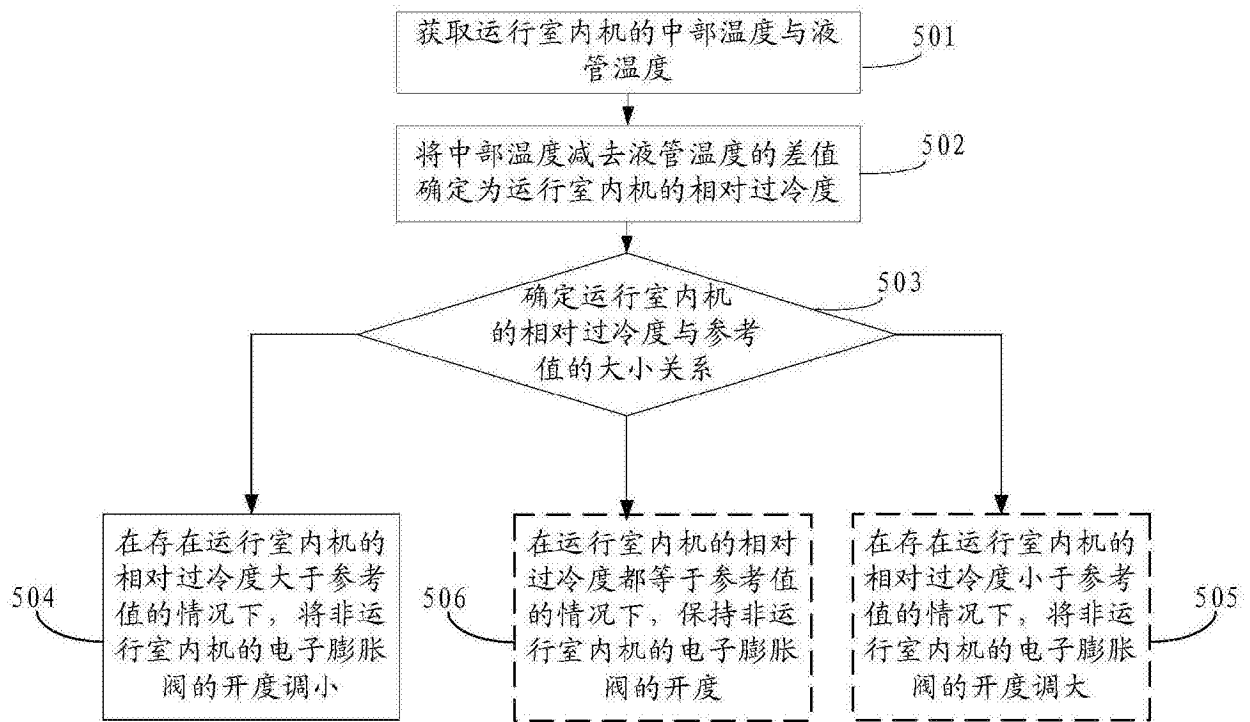 获取运行室内机的中部温度与液
管温度
501
将中部温度减去液管温度的差值
确定为运行室内机的相对过冷度
502
确定运行室内机
的相对过冷度与参考
值的大小关系
503
在存在运行室内机的
相对过冷度大于参考
值的情况下，将非运
行室内机的电子膨胀
阀的开度调小
504
在运行室内机的相对
过冷度都等于参考值
的情况下，保持非运
行室内机的电子膨胀
阀的开度
506
在存在运行室内机的
相对过冷度小于参考
值的情况下，将非运
行室内机的电子膨胀
阀的开度调大
505